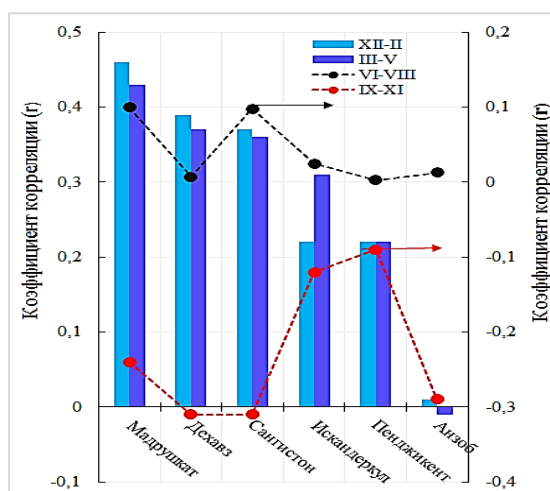 XII-II
III-V
VI-VIII
IX-XI
Коэффициент корреляции (r)
0,5
0,4
0,3
0,2
0,1
0
-0,1
0,2
0,1
0
-0,1
-0,2
-0,3
-0,4
Коэффициент корреляции (r)
Мадрушкат
Дехавз
Сангистон
Искандеркул
Пенджикент
Анзоб